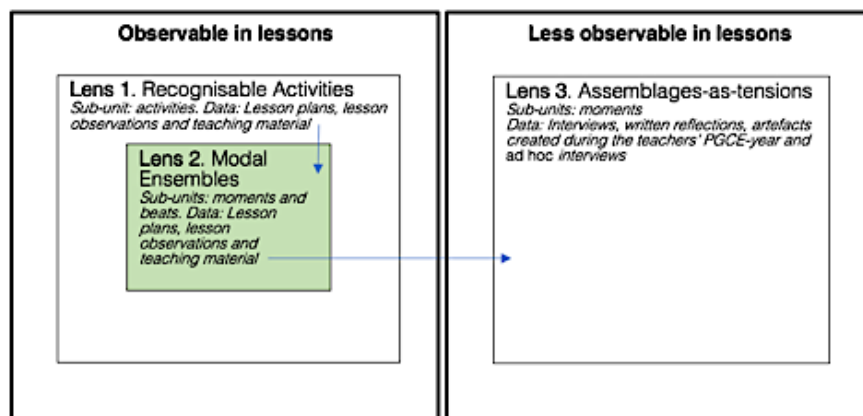 Observable in lessons
Lens 1. Recognisable Activities
Sub-unit: activities. Data: Lesson plans, lesson
observations and teaching material
Lens 2. Modal
Ensembles
Sub-units: moments and
beats. Data: Lesson
plans, lesson
observations and
teaching material
Less observable in lessons
Lens 3. Assemblages-as-tensions
Sub-units: moments
Data: Interviews, written reflections, artefacts
created during the teachers' PGCE-year and
ad hoc interviews